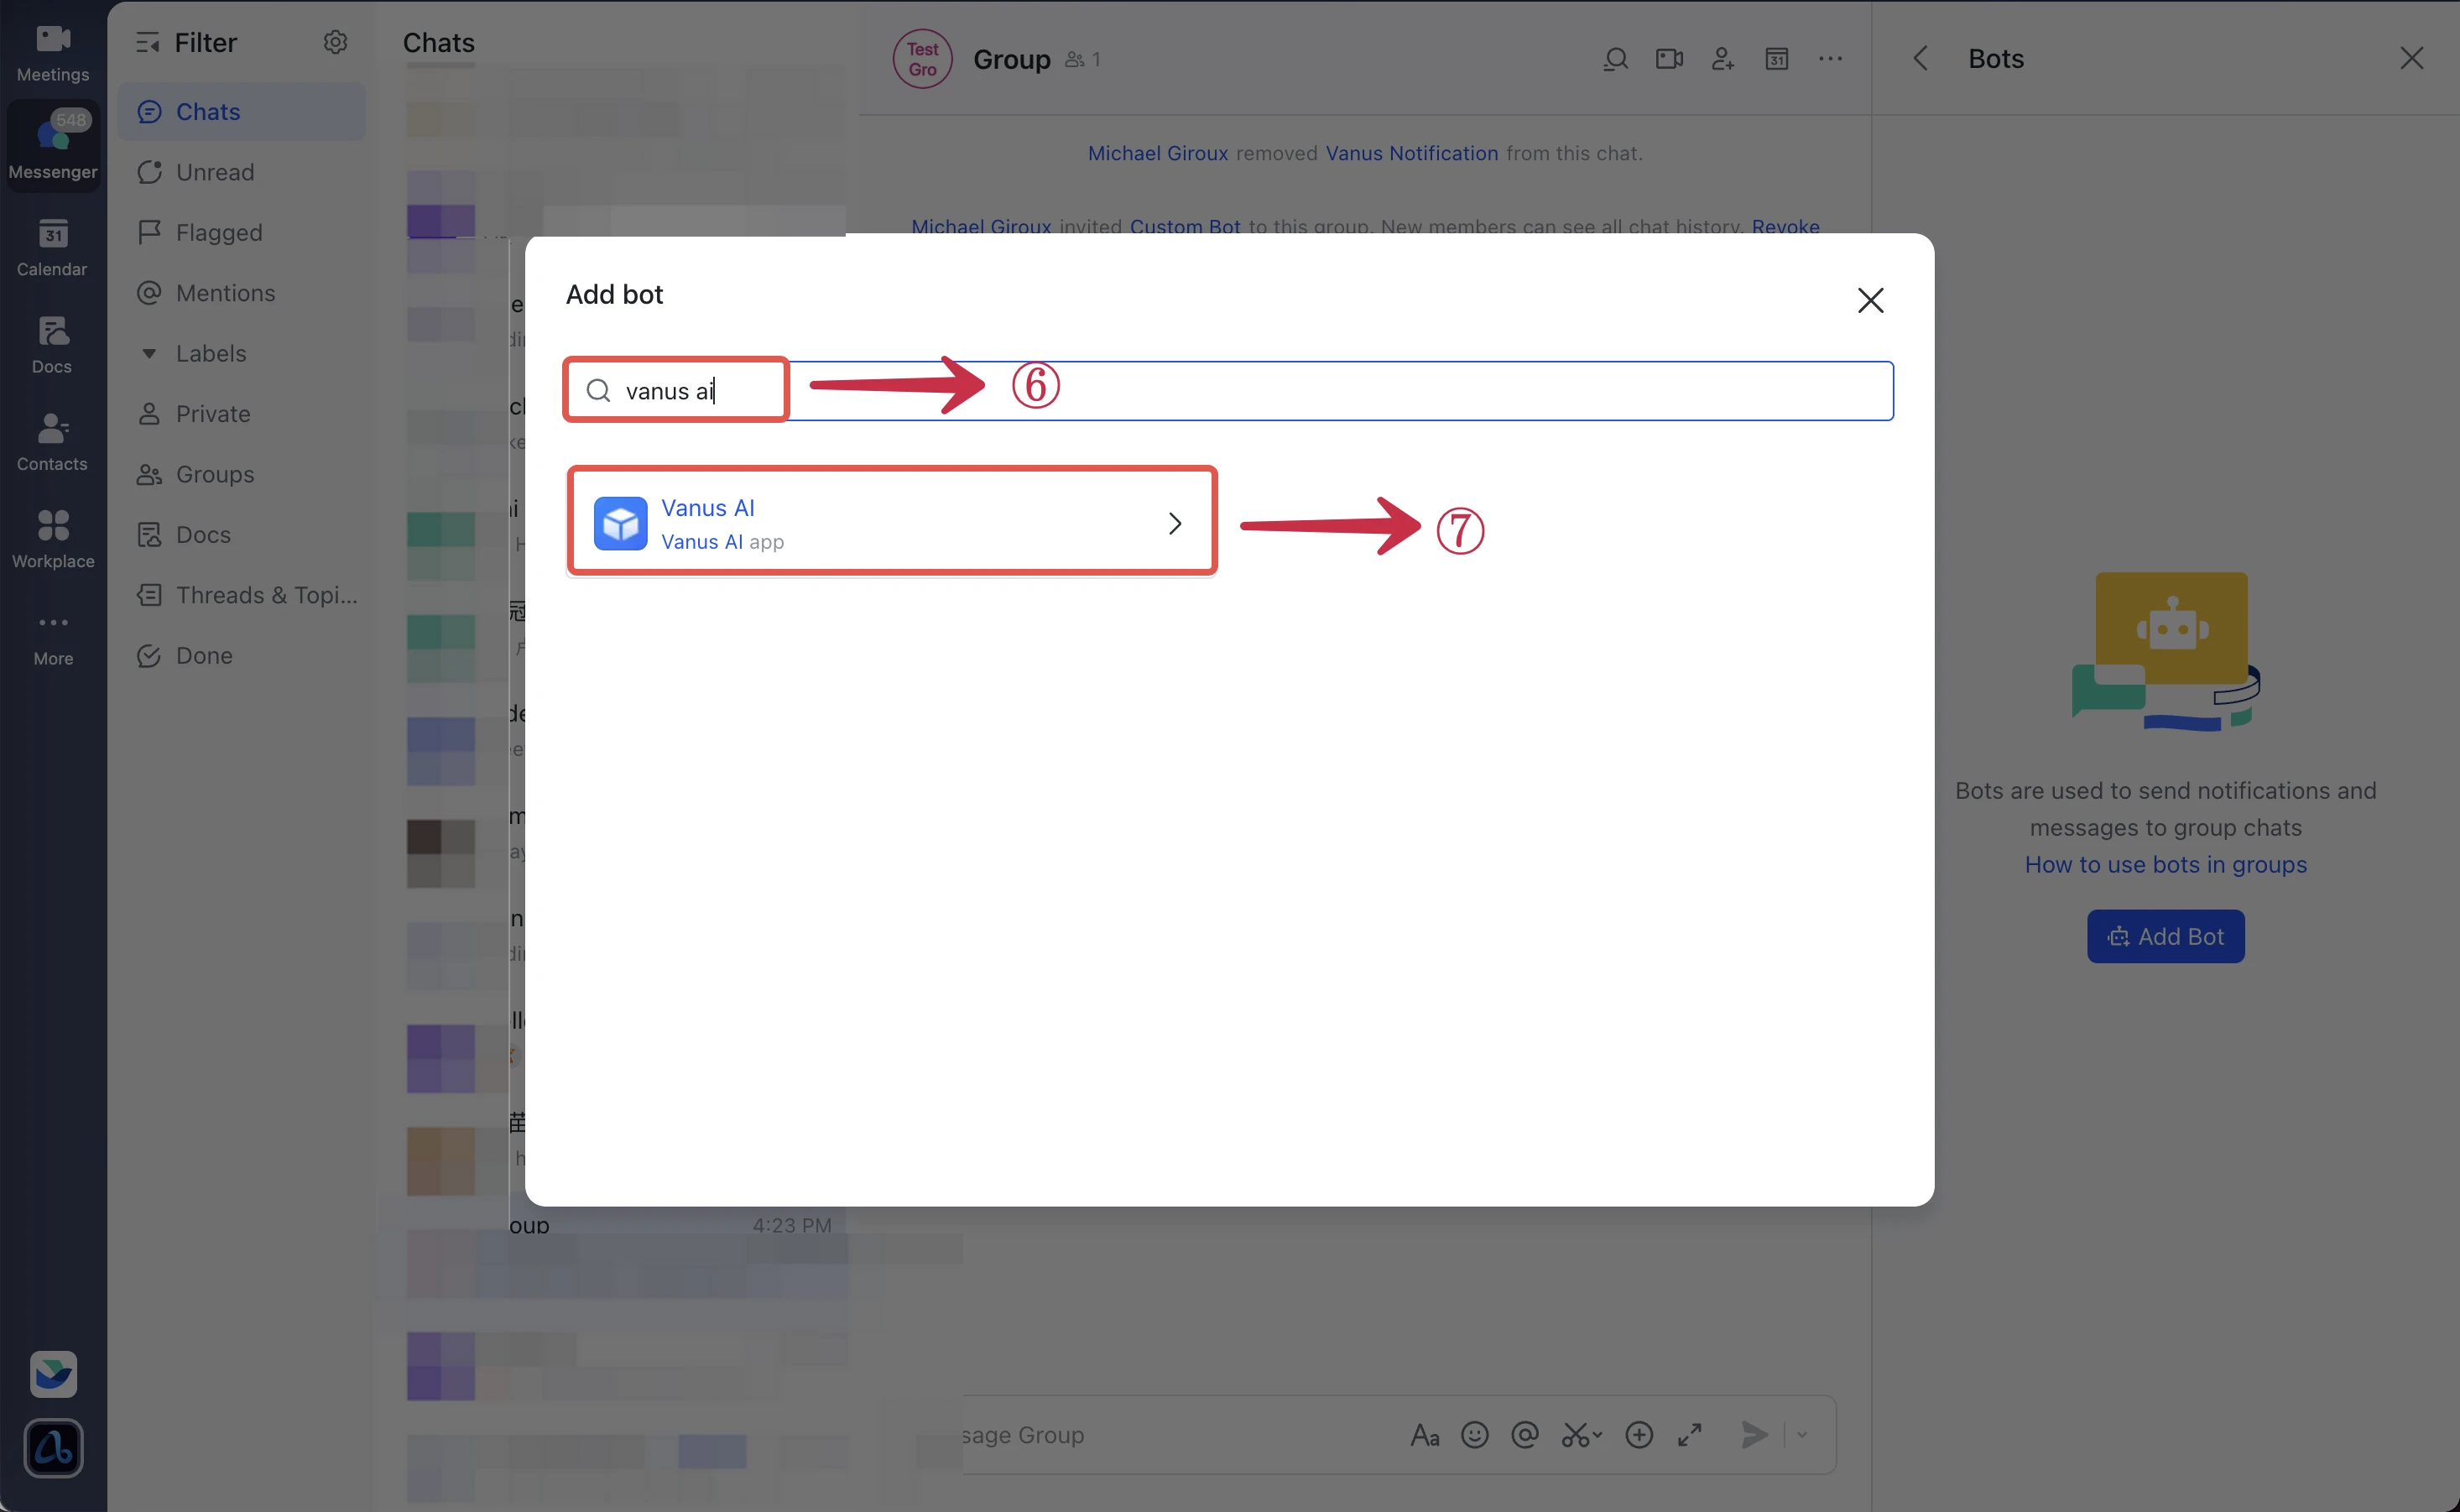 Meetings
548
Messenger
31
Calendar
Docs
Contacts
Workplace
More
Filter
Chats
Unread
Flagged
Mentions
Labels
Private
Groups
Docs
Threads & Topi...
Done
Chats
oup
4:23 PM
Test
Gro
Group
1
31
Michael Giroux removed Vanus Notification from this chat.
Michael Giroux invited Custom Bot to this group. New members can see all chat history. Revoke
Add bot
vanus ai
⑥
Vanus AI
Vanus AI app
⑦
sage Group
Aa
Bots
Bots are used to send notifications and
messages to group chats
How to use bots in groups
Add Bot